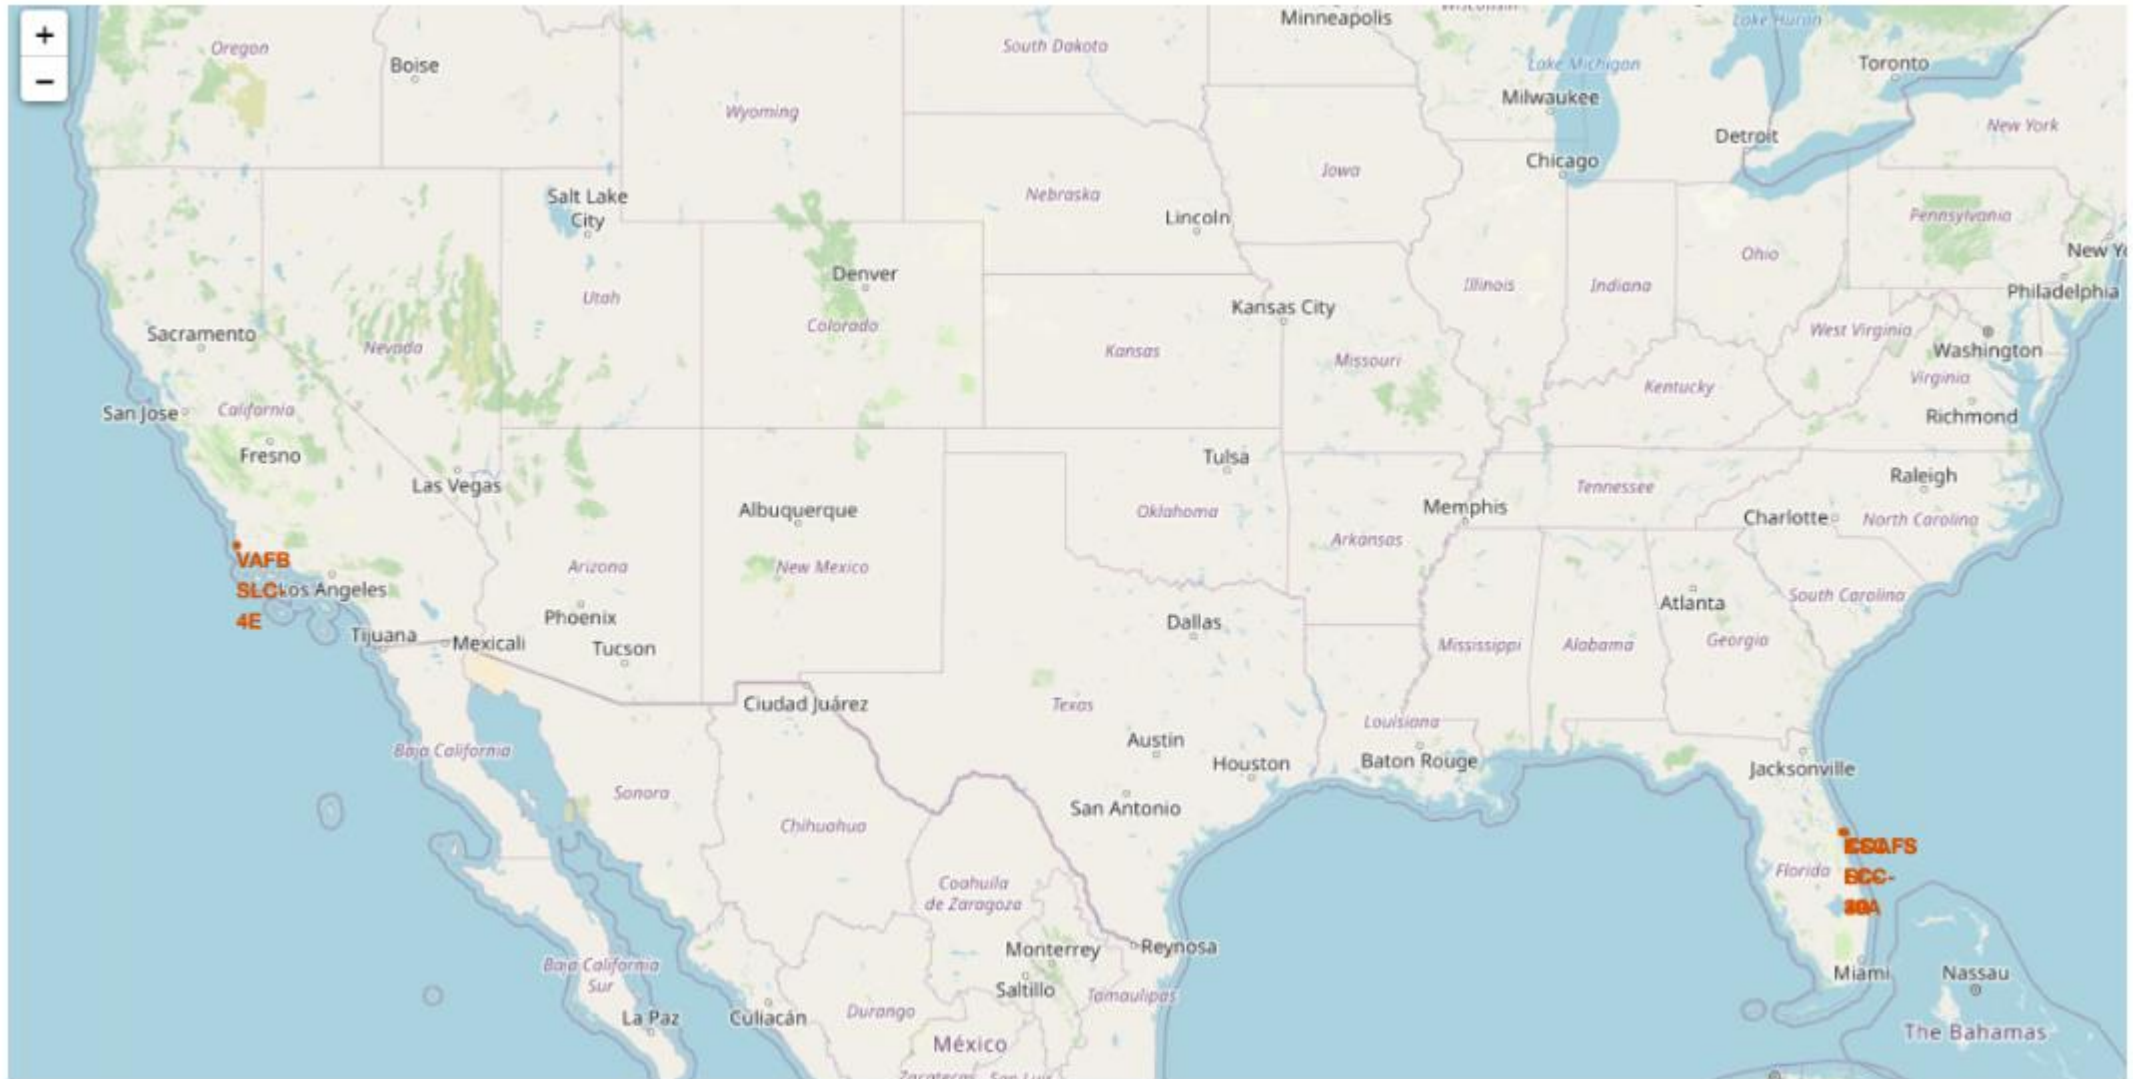 +
−
Oregon
Boise
South Dakota
Minneapolis
Lake Huron
Wyoming
Lake Michigan
Toronto
Milwaukee
Detroit
New York
Iowa
Chicago
Salt Lake
City
Nebraska
Lincoln
Pennsylvania
Denver
Ohio
Utah
Illinois
Indiana
Philadelphia
Kansas City
Colorado
Sacramento
Nevada
Kansas
Missouri
West Virginia
Washington
Kentucky
Virginia
San Jose
California
Richmond
Fresno
Las Vegas
Tulsa
Raleigh
Tennessee
Albuquerque
Oklahoma
Memphis
Charlotte
North Carolina
Arkansas
VAFB
SLC-
4E
Los Angeles
Arizona
New Mexico
Phoenix
Atlanta
South Carolina
Dallas
Tijuana
Mexicali
Tucson
Mississippi
Alabama
Georgia
Ciudad Juárez
Texas
Louisiana
Baja California
Austin
Houston
Baton Rouge
Jacksonville
Sonora
San Antonio
Chihuahua
Florida
Coahuila
de Zaragoza
Monterrey
Reynosa
Baja California
Sur
Saltillo
Tamaulipas
Miami
Nassau
La Paz
Culiacán
Durango
México
The Bahamas